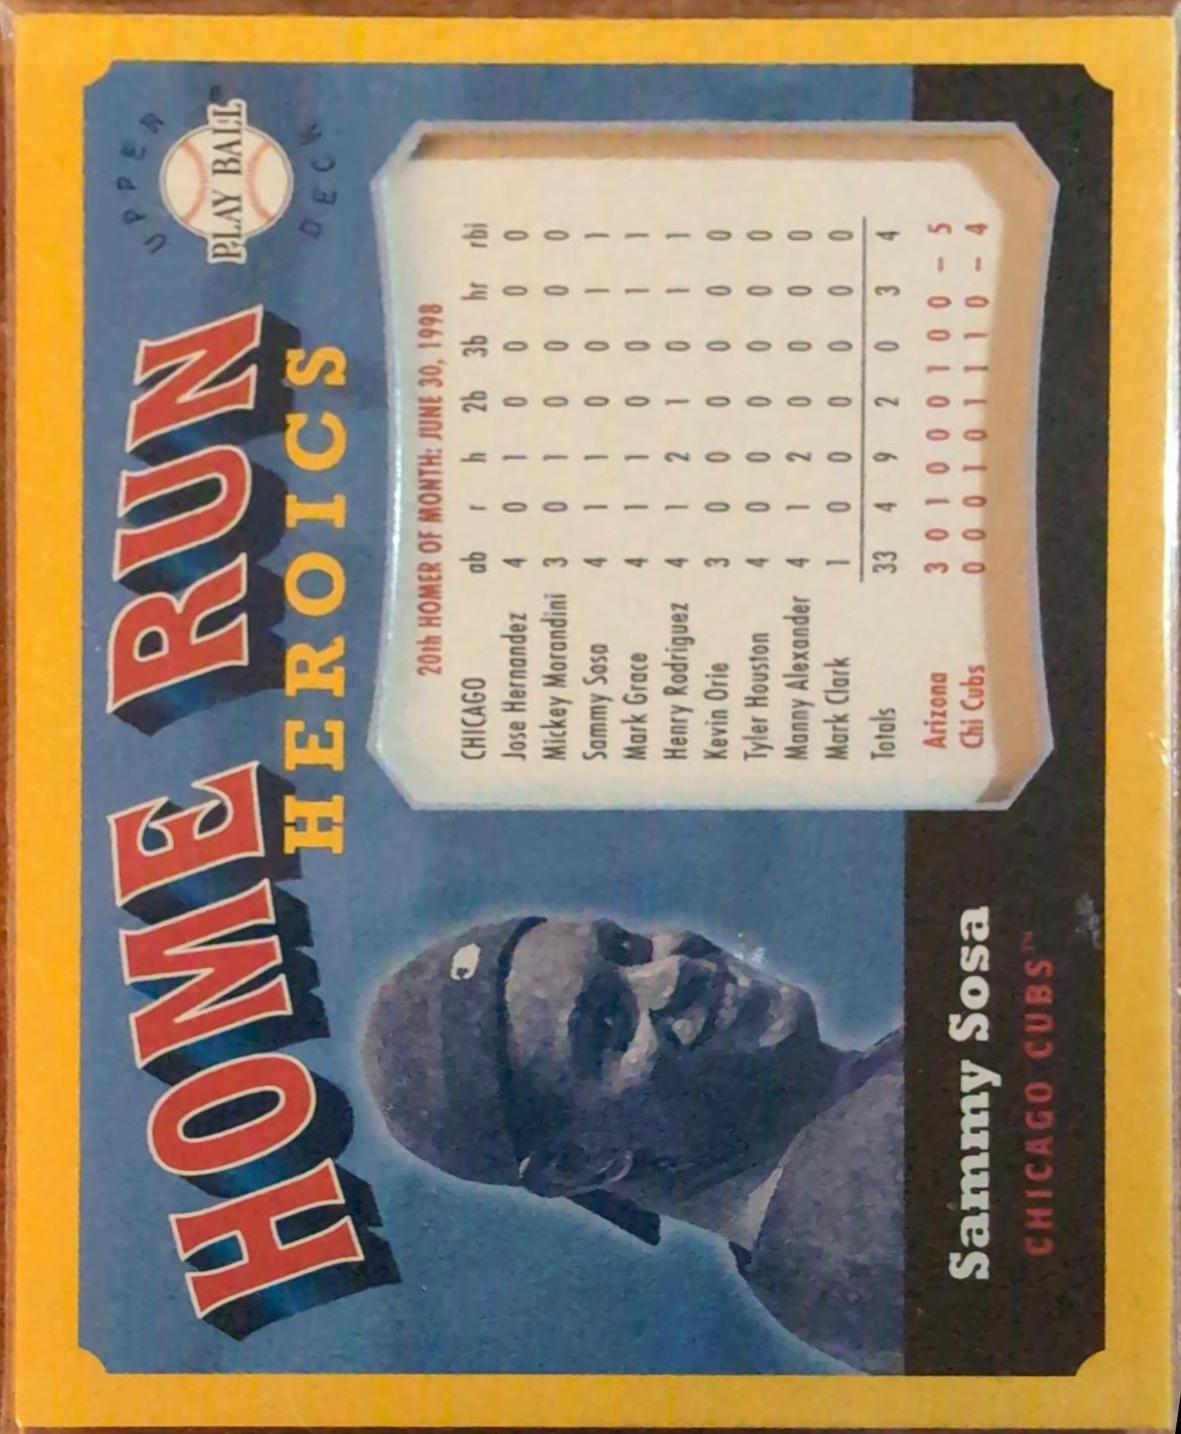 HOME RUN
HEROICS
UPPER
PLAY BALL™
DECK
20th HOMER OF MONTH: JUNE 30, 1998
CHICAGO ab r h 2b 3b hr rbi
Jose Hernandez 4 0 1 0 0 0 0
Mickey Morandini 3 0 1 0 0 0 0
Sammy Sosa 4 1 1 0 0 1 1
Mark Grace 4 1 1 0 0 1 1
Henry Rodriguez 4 1 2 1 0 1 1
Kevin Orie 3 0 0 0 0 0 0
Tyler Houston 4 0 0 0 0 0 0
Manny Alexander 4 1 2 0 0 0 0
Mark Clark 1 0 0 0 0 0 0
Totals 33 4 9 2 0 3 4
Arizona 3 0 1 0 0 0 1 0 0 - 5
Chi Cubs 0 0 0 1 0 1 1 1 0 - 4
Sammy Sosa
CHICAGO CUBS™